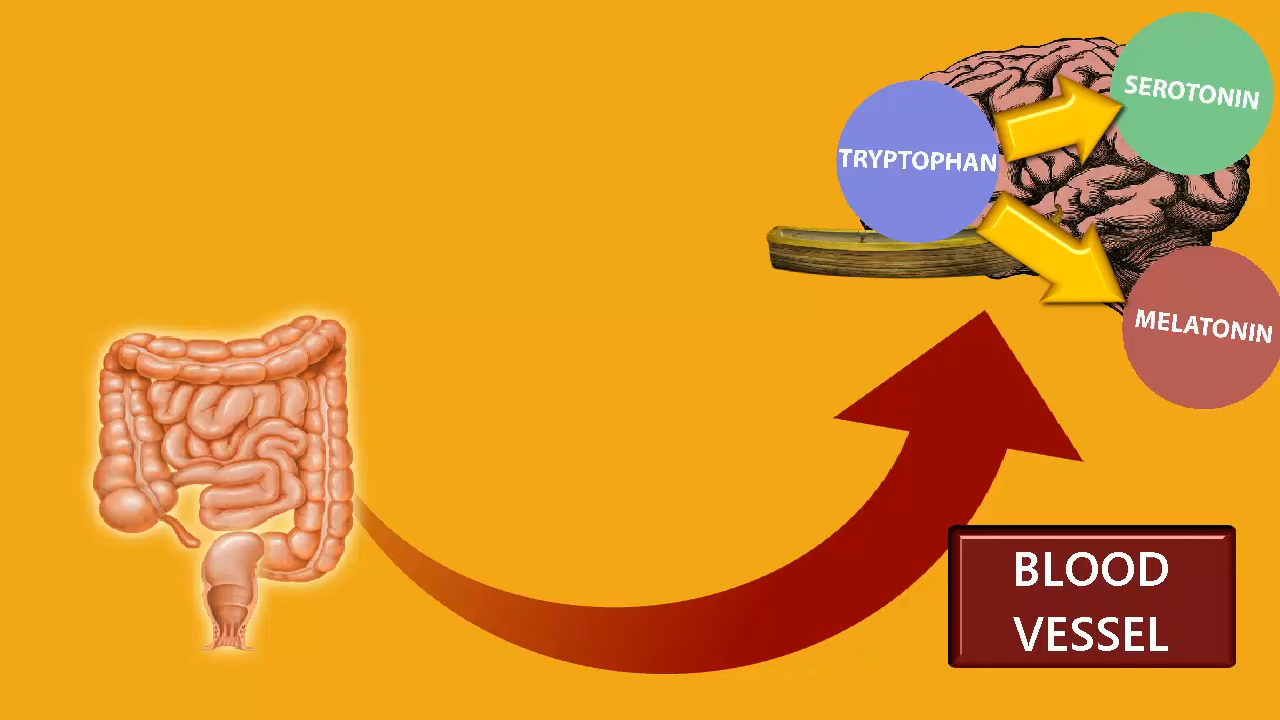 SEROTONIN
TRYPTOPHAN
MELATONIN
BLOOD
VESSEL